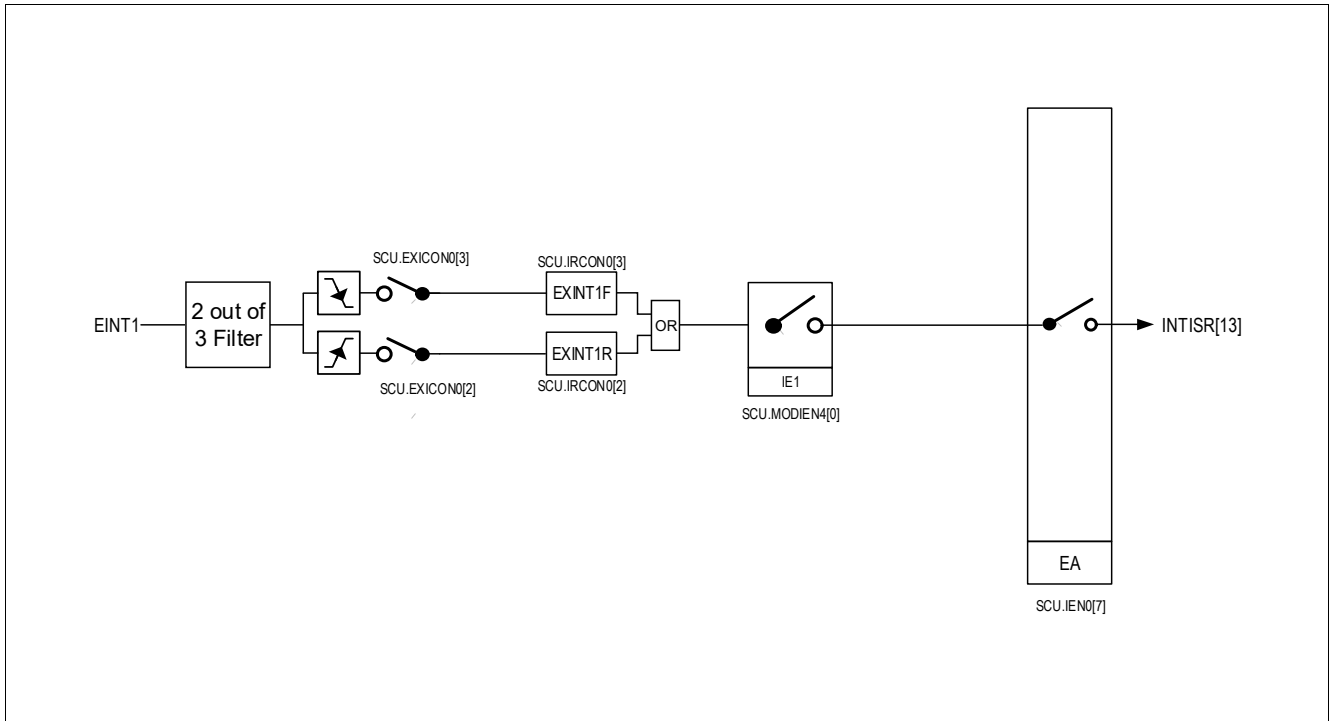 SCU.EXICON0[3]
SCU.IRCON0[3]
2 out of
3 Filter
EXINT1F
EINT1
OR
INTISR[13]
EXINT1R
SCU.EXICON0[2]
SCU.IRCON0[2]
IE1
SCU.MODIEN4[0]
EA
SCU.IEN0[7]